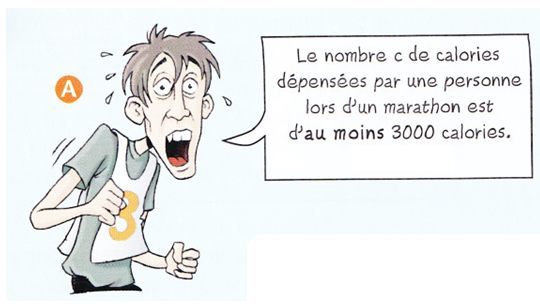 A
Le nombre c de calories
dépensées par une personne
lors d'un marathon est
d'au moins 3000 calories.
3